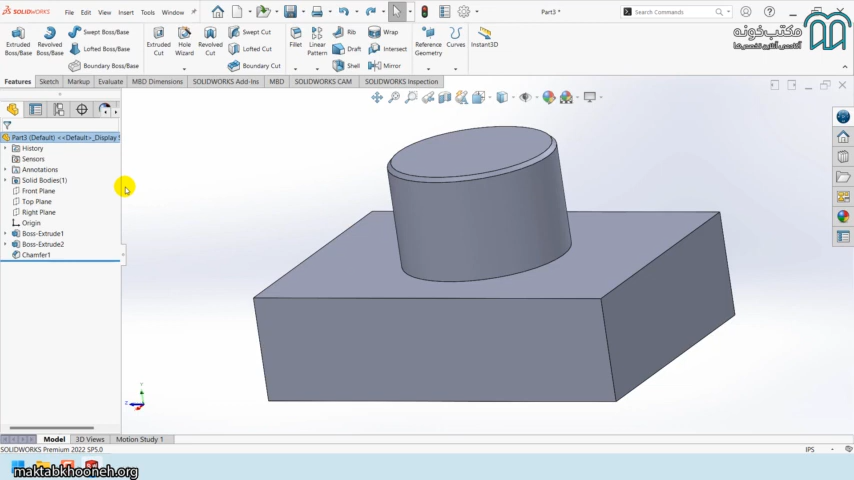 SOLIDWORKS
File Edit View Insert Tools Window
Part3 *
Search Commands
مکتب‌خونه
Extruded Boss/Base
Revolved Boss/Base
Swept Boss/Base
Lofted Boss/Base
Boundary Boss/Base
Extruded Cut
Hole Wizard
Revolved Cut
Swept Cut
Lofted Cut
Boundary Cut
Fillet
Linear Pattern
Rib
Draft
Shell
Wrap
Intersect
Mirror
Reference Geometry
Curves
Instant3D
Features Sketch Markup Evaluate MBD Dimensions SOLIDWORKS Add-Ins MBD SOLIDWORKS CAM SOLIDWORKS Inspection
Part3 (Default) <<Default>_Display S
History
Sensors
Annotations
Solid Bodies(1)
Front Plane
Top Plane
Right Plane
Origin
Boss-Extrude1
Boss-Extrude2
Chamfer1
Y
Z
Model 3D Views Motion Study 1
SOLIDWORKS Premium 2022 SP5.0
IPS
maktabkhooneh.org